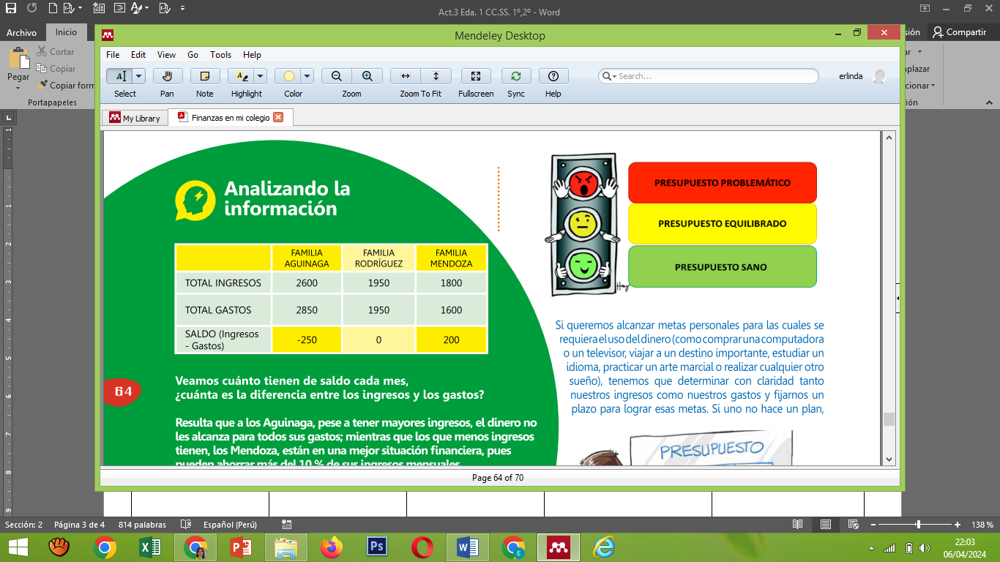 Act.3 Eda. 1 CC.SS. 1º,2º - Word
Archivo
Inicio
sión
Compartir
Pegar
Cortar
Copiar
Copiar form
Portapapeles
ar
mplazar
cionar
ión
Mendeley Desktop
File Edit View Go Tools Help
Select Pan Note Highlight Color Zoom Zoom To Fit Fullscreen Sync Help
Search...
erlinda
My Library
Finanzas en mi colegio
Analizando la
información
FAMILIA AGUINAGA
FAMILIA RODRÍGUEZ
FAMILIA MENDOZA
TOTAL INGRESOS 2600 1950 1800
TOTAL GASTOS 2850 1950 1600
SALDO (Ingresos
- Gastos) -250 0 200
64
Veamos cuánto tienen de saldo cada mes,
¿cuánta es la diferencia entre los ingresos y los gastos?
Resulta que a los Aguinaga, pese a tener mayores ingresos, el dinero no
les alcanza para todos sus gastos; mientras que los que menos ingresos
tienen, los Mendoza, están en una mejor situación financiera, pues
pueden ahorrar más del 10 % de sus ingresos mensuales
PRESUPUESTO PROBLEMÁTICO
PRESUPUESTO EQUILIBRADO
PRESUPUESTO SANO
Si queremos alcanzar metas personales para las cuales se
requiera el uso del dinero (como comprar una computadora
o un televisor, viajar a un destino importante, estudiar un
idioma, practicar un arte marcial o realizar cualquier otro
sueño), tenemos que determinar con claridad tanto
nuestros ingresos como nuestros gastos y fijarnos un
plazo para lograr esas metas. Si uno no hace un plan,
PRESUPUESTO
Page 64 of 70
Sección: 2 Página 3 de 4 814 palabras Español (Perú) 138 %
22:03
06/04/2024